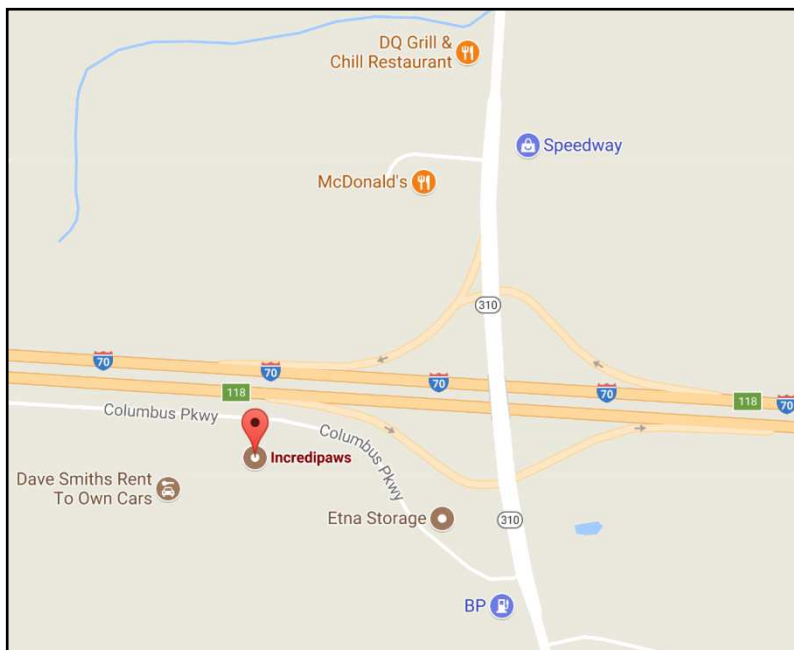 DQ Grill &
Chill Restaurant
Speedway
McDonald's
310
70
70
70
70
70
118
118
Columbus Pkwy
Columbus Pkwy
Incredipaws
Dave Smiths Rent
To Own Cars
Etna Storage
310
BP